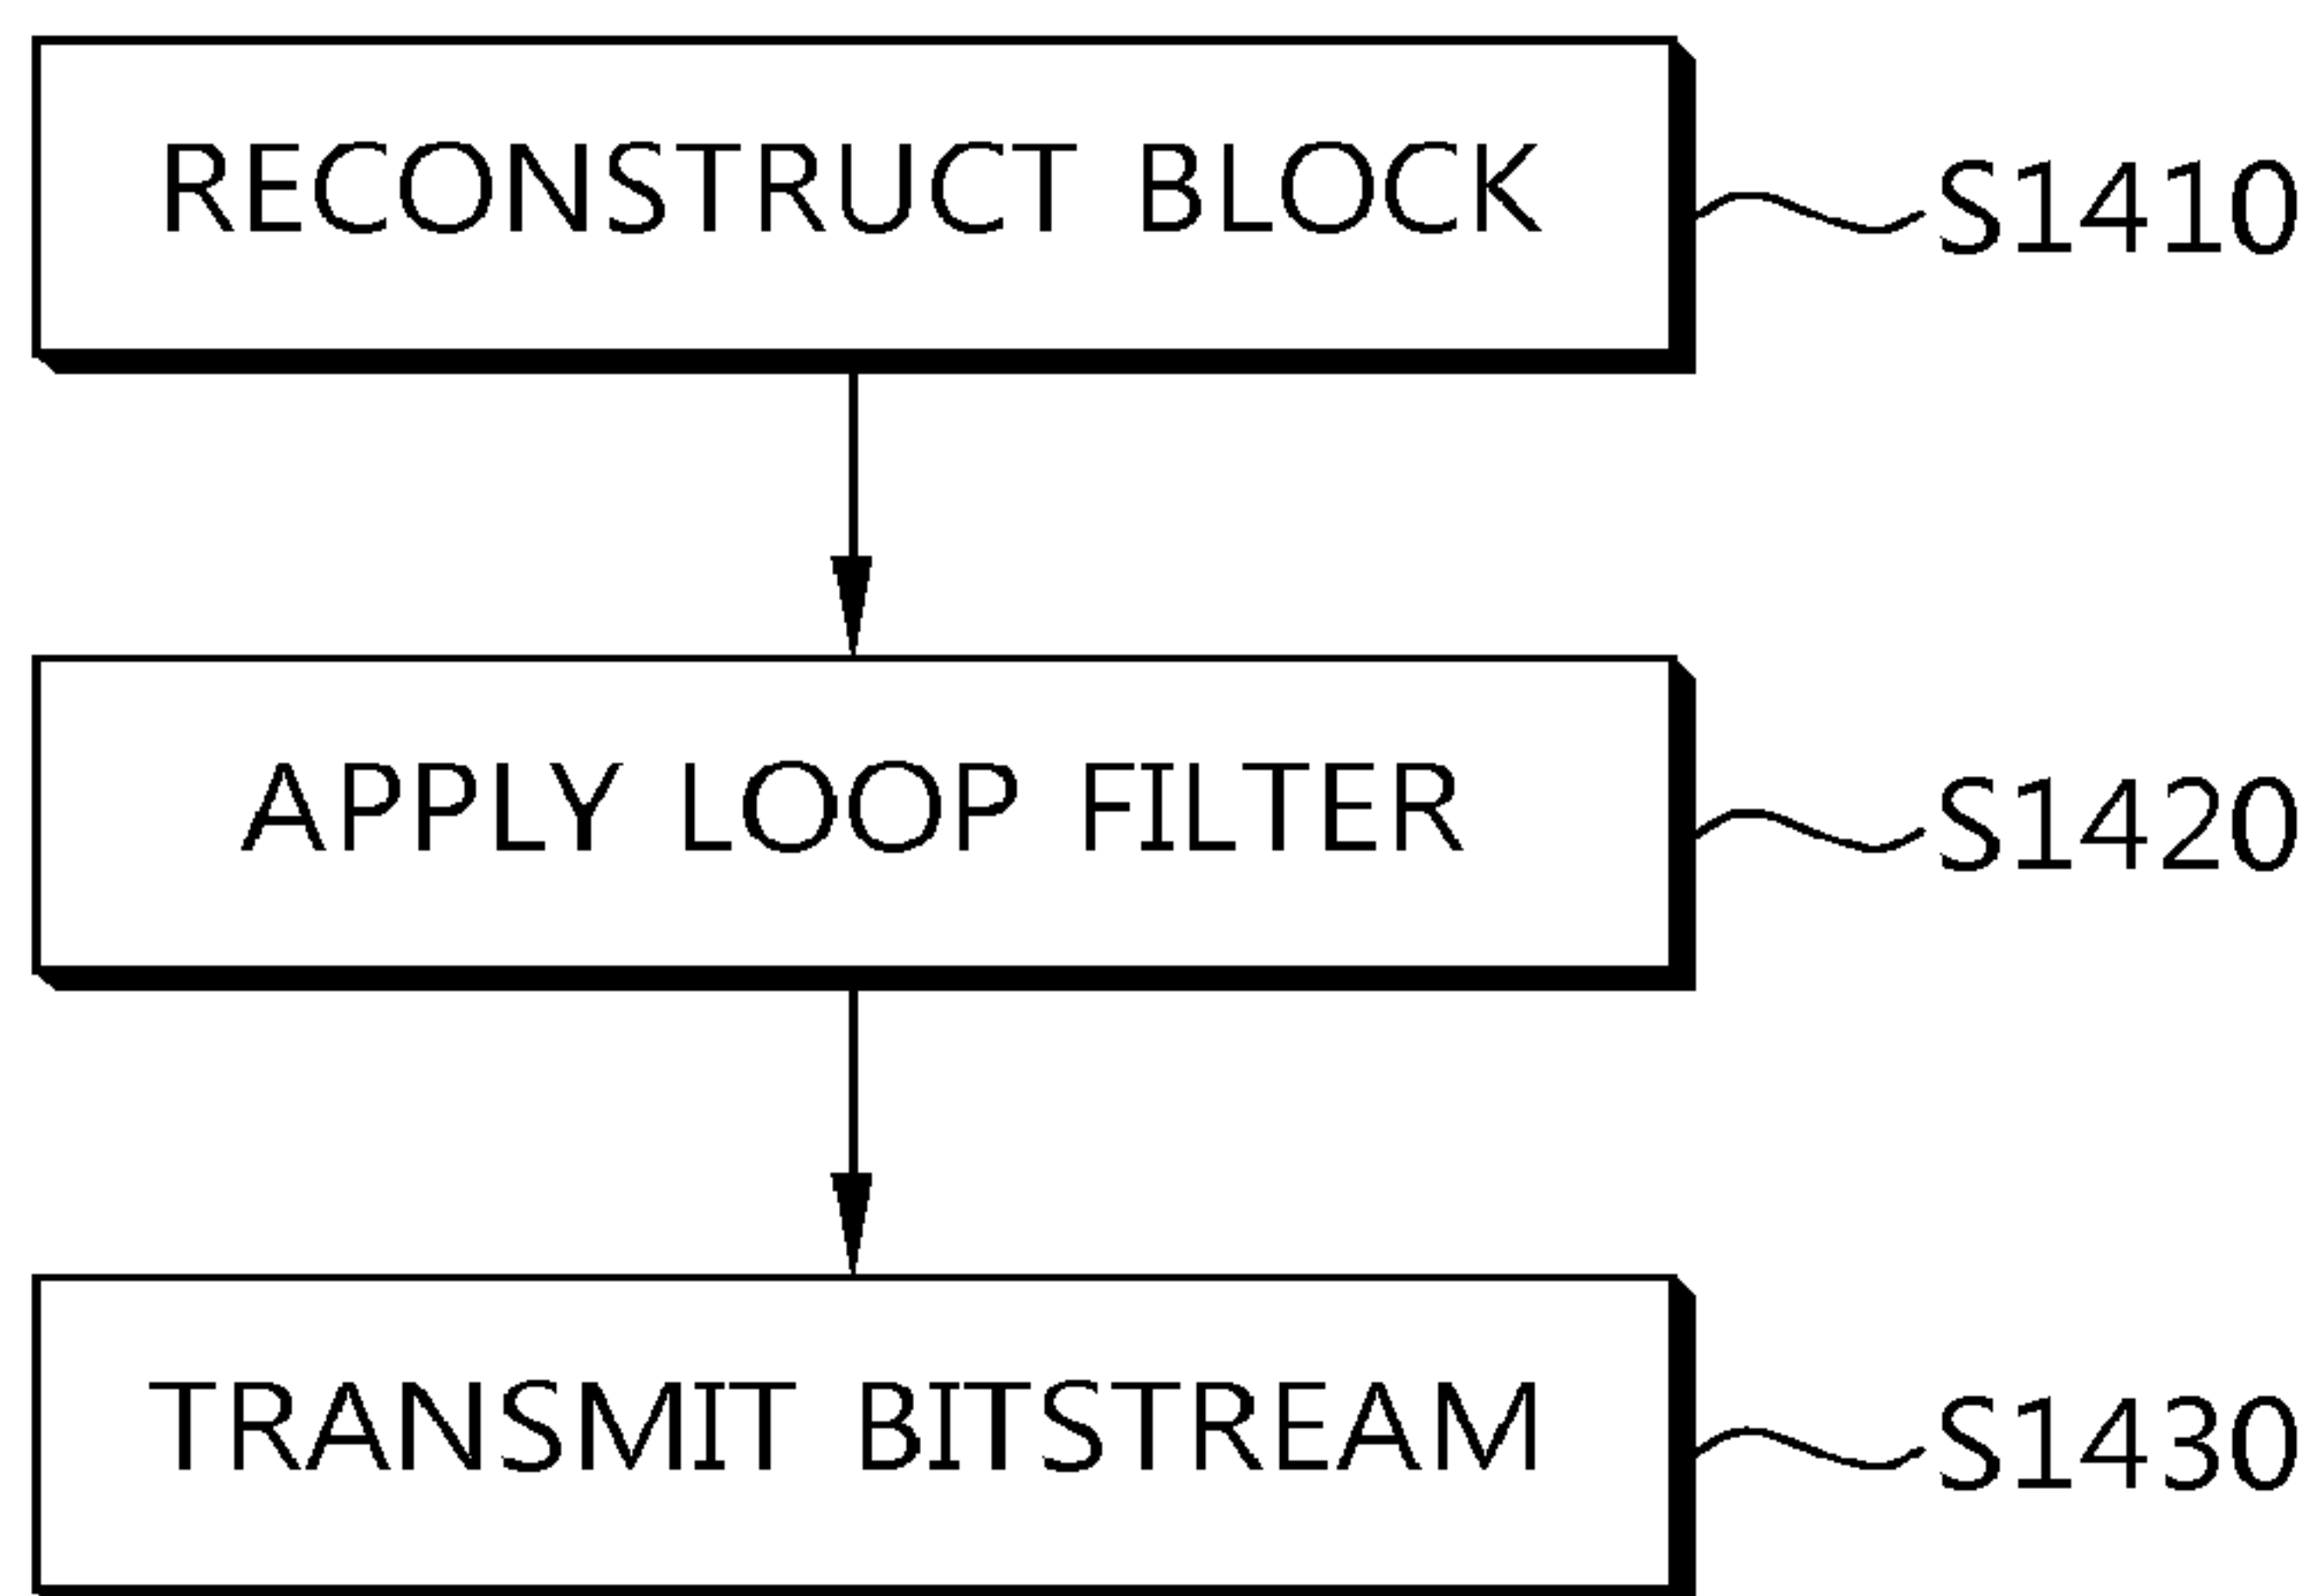 RECONSTRUCT BLOCK
S1410
APPLY LOOP FILTER
S1420
TRANSMIT BITSTREAM
S1430